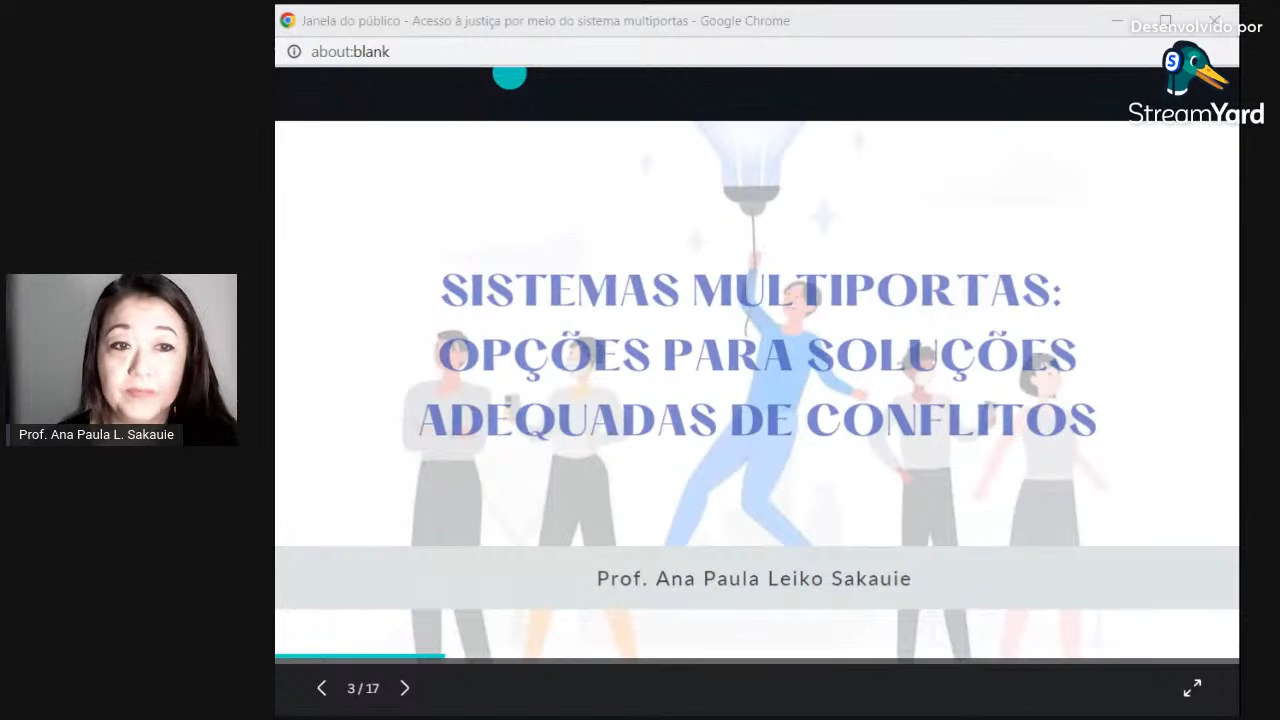 Janela do público - Acesso à justiça por meio do sistema multiportas - Google Chrome
about:blank
Desenvolvido por
S
StreamYard
SISTEMAS MULTIPORTAS:
OPÇÕES PARA SOLUÇÕES
ADEQUADAS DE CONFLITOS
Prof. Ana Paula L. Sakauie
Prof. Ana Paula Leiko Sakauie
3 / 17